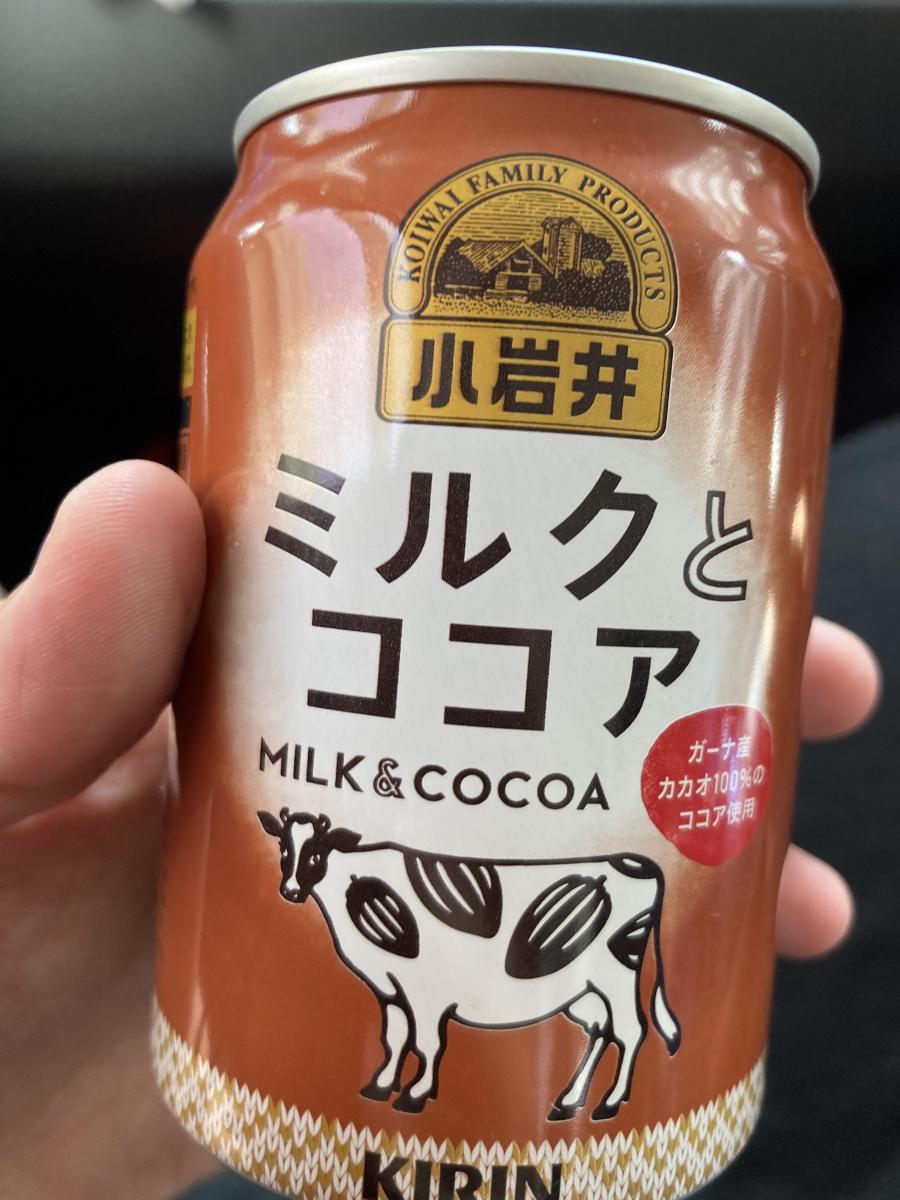 KOIWAI FAMILY PRODUCTS
小岩井
ミルクと
ココア
MILK & COCOA
ガーナ産
カカオ100%の
ココア使用
KIRIN